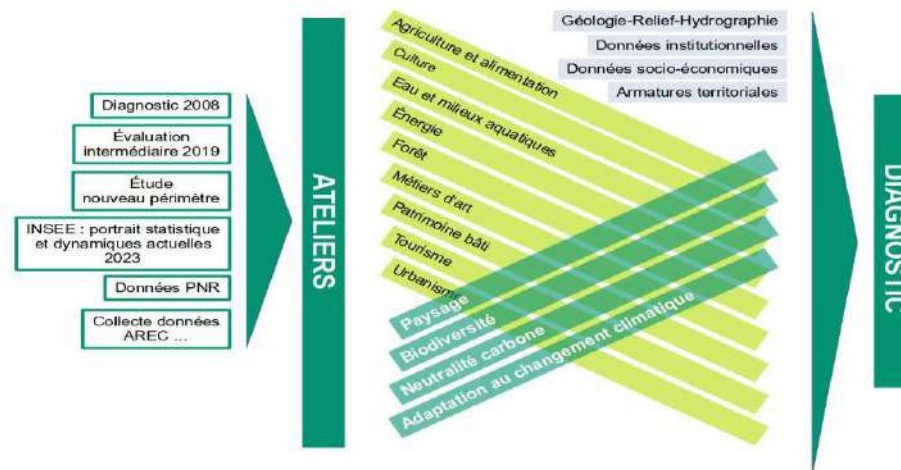 Diagnostic 2008
Évaluation
intermédiaire 2019
Étude
nouveau périmètre
INSEE : portrait statistique
et dynamiques actuelles
2023
Données PNR
Collecte données
AREC ...
ATELIERS
Agriculture et alimentation
Culture
Eau et milieux aquatiques
Énergie
Forêt
Métiers d'art
Patrimoine bâti
Tourisme
Urbanisme
Paysage
Biodiversité
Neutralité carbone
Adaptation au changement climatique
Géologie-Relief-Hydrographie
Données institutionnelles
Données socio-économiques
Armatures territoriales
DIAGNOSTIC